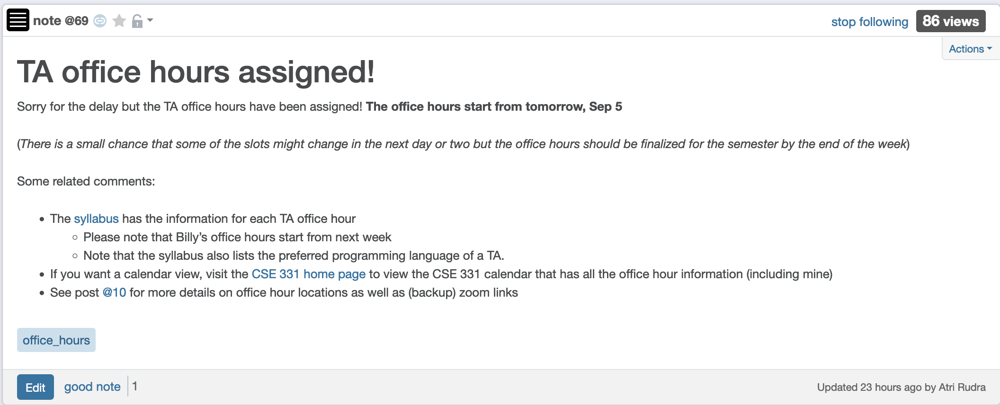 note @69
stop following
86 views
Actions
TA office hours assigned!
Sorry for the delay but the TA office hours have been assigned! The office hours start from tomorrow, Sep 5
(There is a small chance that some of the slots might change in the next day or two but the office hours should be finalized for the semester by the end of the week)
Some related comments:
The syllabus has the information for each TA office hour
Please note that Billy’s office hours start from next week
Note that the syllabus also lists the preferred programming language of a TA.
If you want a calendar view, visit the CSE 331 home page to view the CSE 331 calendar that has all the office hour information (including mine)
See post @10 for more details on office hour locations as well as (backup) zoom links
office_hours
Edit
good note
1
Updated 23 hours ago by Atri Rudra